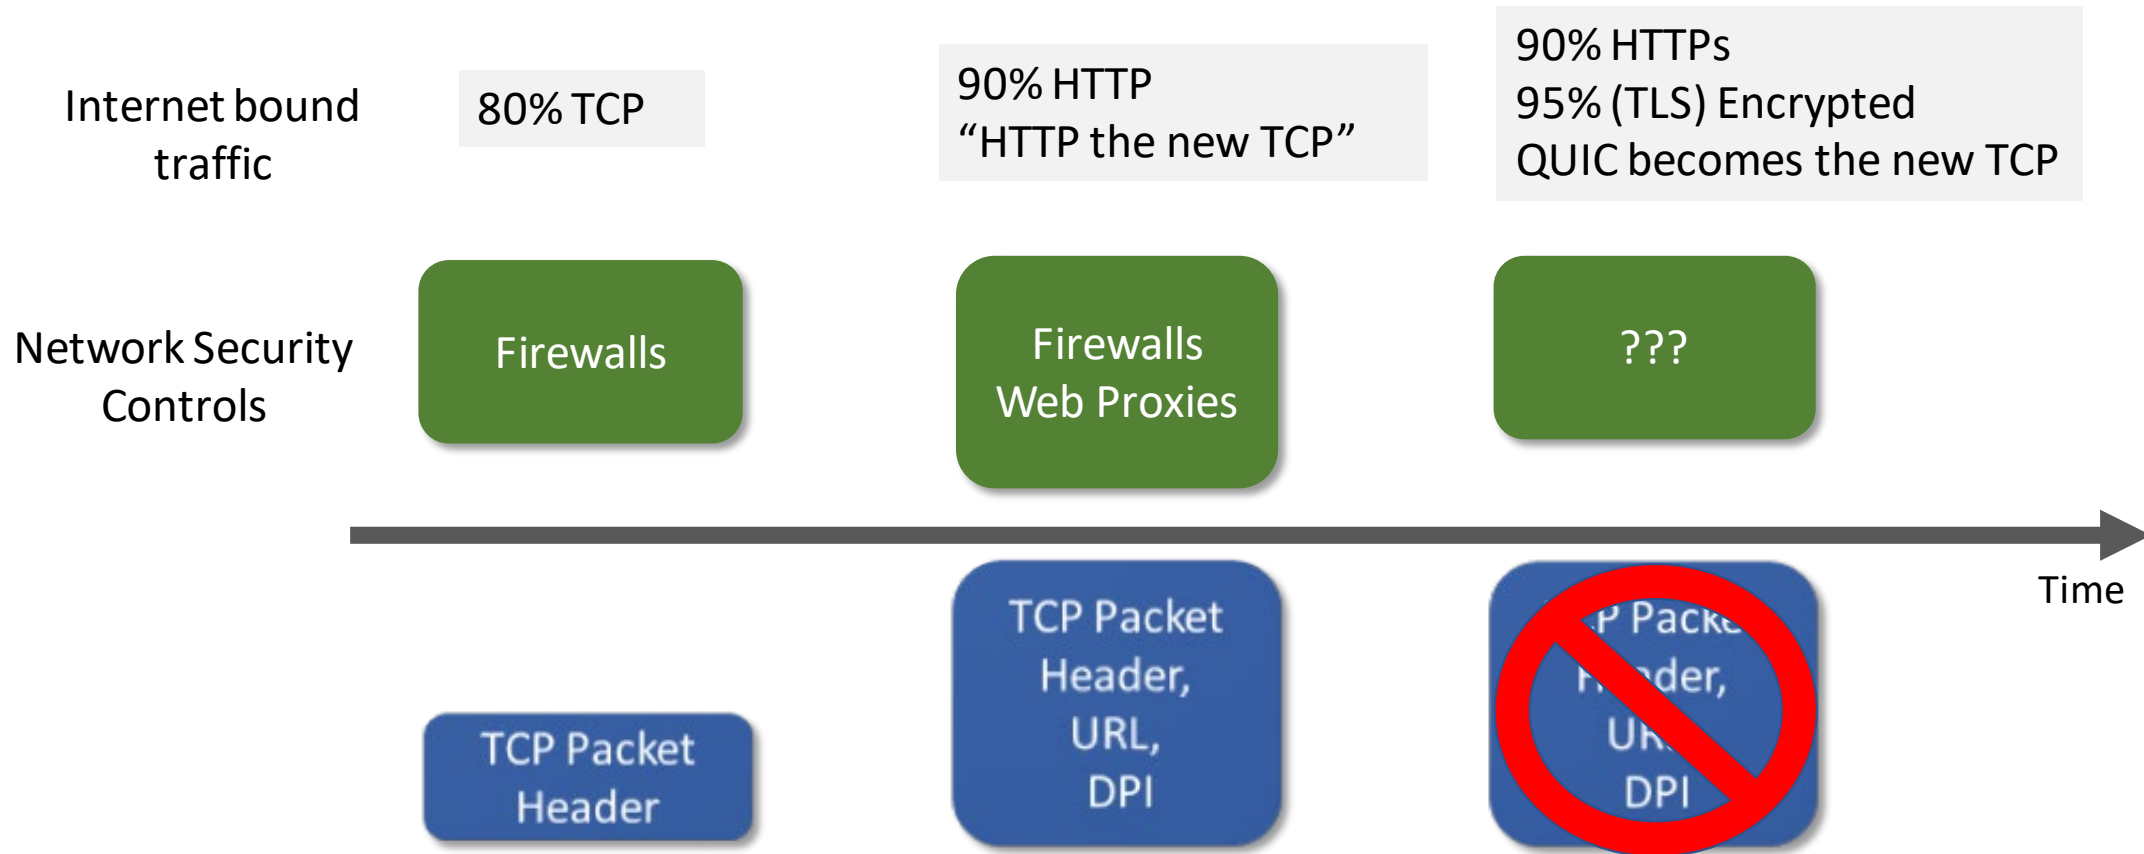 Internet bound
traffic
80% TCP
90% HTTP
“HTTP the new TCP”
90% HTTPs
95% (TLS) Encrypted
QUIC becomes the new TCP
Network Security
Controls
Firewalls
Firewalls
Web Proxies
???
Time
TCP Packet
Header
TCP Packet
Header,
URL,
DPI
DPI